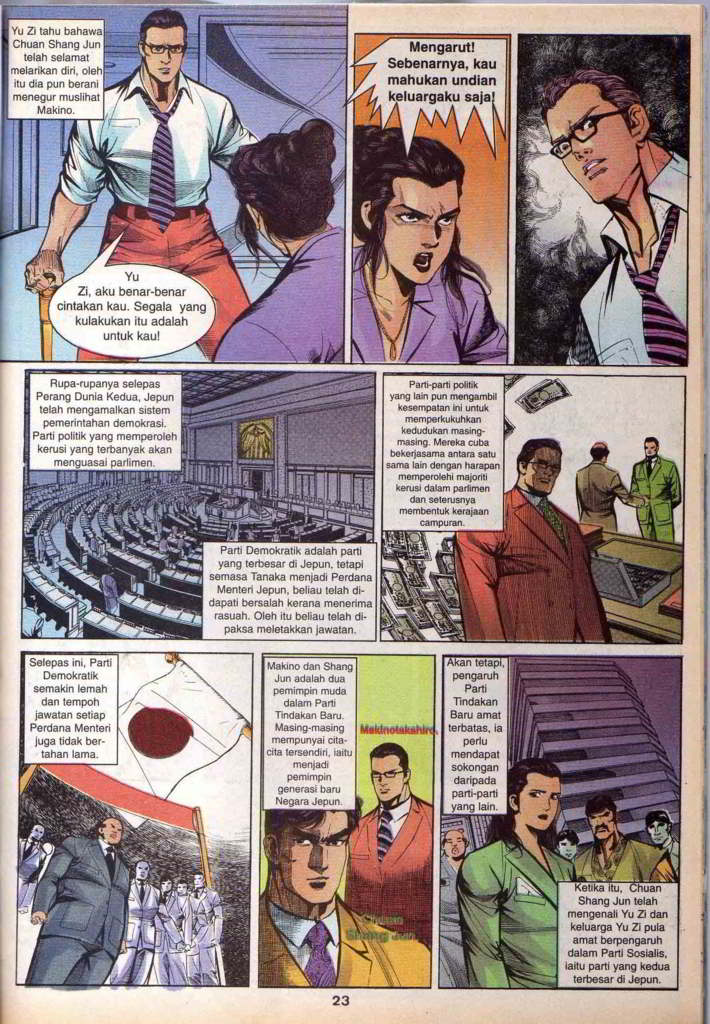 Yu Zi tahu bahawa
Chuan Shang Jun
telah selamat
melarikan diri, oleh
itu dia pun berani
menegur muslihat
Makino.
Yu
Zi, aku benar-benar
cintakan kau. Segala yang
kulakukan itu adalah
untuk kau!
Mengarut!
Sebenarnya, kau
mahukan undian
keluargaku saja!
Rupa-rupanya selepas
Perang Dunia Kedua, Jepun
telah mengamalkan sistem
pemerintahan demokrasi.
Parti politik yang memperoleh
kerusi yang terbanyak akan
menguasai parlimen.
Parti Demokratik adalah parti
yang terbesar di Jepun, tetapi
semasa Tanaka menjadi Perdana
Menteri Jepun, beliau telah di-
dapati bersalah kerana menerima
rasuah. Oleh itu beliau telah di-
paksa meletakkan jawatan.
Parti-parti politik
yang lain pun mengambil
kesempatan ini untuk
memperkukuhkan
kedudukan masing-
masing. Mereka cuba
bekerjasama antara satu
sama lain dengan harapan
memperolehi majoriti
kerusi dalam parlimen
dan seterusnya
membentuk kerajaan
campuran.
Selepas ini, Parti
Demokratik
semakin lemah
dan tempoh
jawatan setiap
Perdana Menteri
juga tidak ber-
tahan lama.
Makino dan Shang
Jun adalah dua
pemimpin muda
dalam Parti
Tindakan Baru.
Masing-masing
mempunyai cita-
cita tersendiri, iaitu
menjadi
pemimpin
generasi baru
Negara Jepun.
Makinotakahiro
Chuan
Shang Jun
Akan tetapi,
pengaruh
Parti
Tindakan
Baru amat
terbatas, ia
perlu
mendapat
sokongan
daripada
parti-parti
yang lain.
Ketika itu, Chuan
Shang Jun telah
mengenali Yu Zi dan
keluarga Yu Zi pula
amat berpengaruh
dalam Parti Sosialis,
iaitu parti yang kedua
terbesar di Jepun.
23